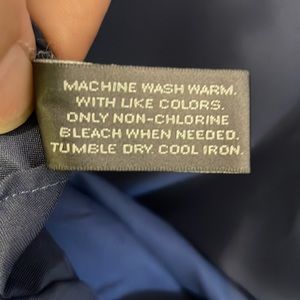 MACHINE WASH WARM.
WITH LIKE COLORS.
ONLY NON-CHLORINE
BLEACH WHEN NEEDED.
TUMBLE DRY. COOL IRON.